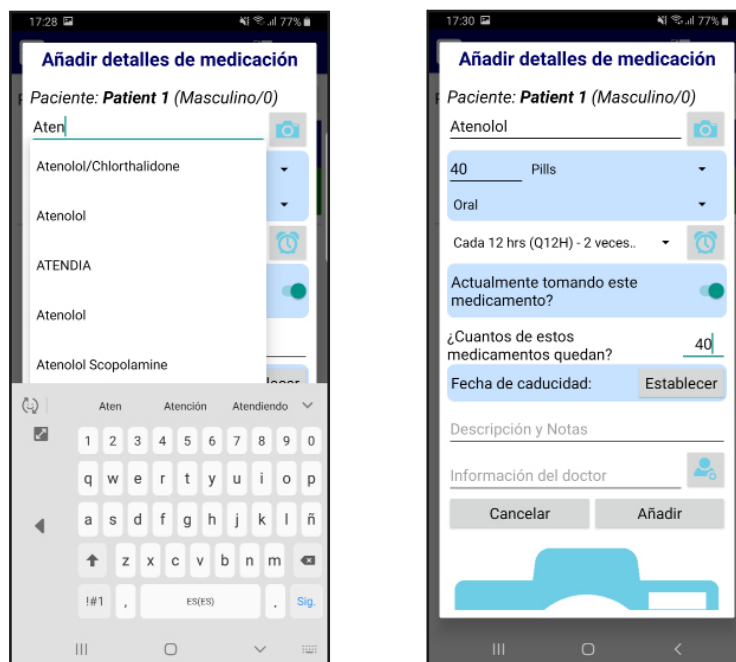 17:28 77%
Añadir detalles de medicación
Paciente: Patient 1 (Masculino/0)
Aten
Atenolol/Chlorthalidone
Atenolol
ATENDIA
Atenolol
Atenolol Scopolamine
Aten Atención Atendiendo
1 2 3 4 5 6 7 8 9 0
q w e r t y u i o p
a s d f g h j k l ñ
z x c v b n m
!#1 , ES(ES) . Sig.
17:30 77%
Añadir detalles de medicación
Paciente: Patient 1 (Masculino/0)
Atenolol
40 Pills
Oral
Cada 12 hrs (Q12H) - 2 veces..
Actualmente tomando este
medicamento?
¿Cuantos de estos
medicamentos quedan? 40
Fecha de caducidad: Establecer
Descripción y Notas
Información del doctor
Cancelar Añadir